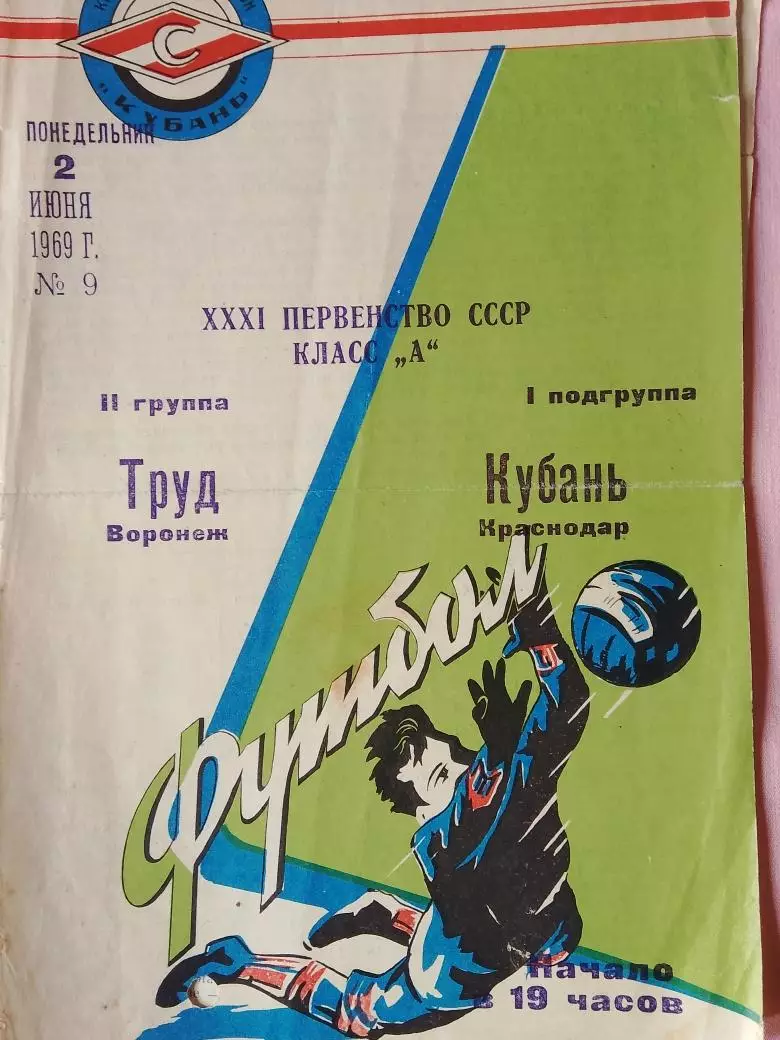 С
"КУБАНЬ"
ПОНЕДЕЛЬНИК
2
ИЮНЯ
1969 Г.
№ 9
XXXI ПЕРВЕНСТВО СССР
КЛАСС „А“
II группа
I подгруппа
Труд
Воронеж
Кубань
Краснодар
Футбол
Начало
в 19 часов